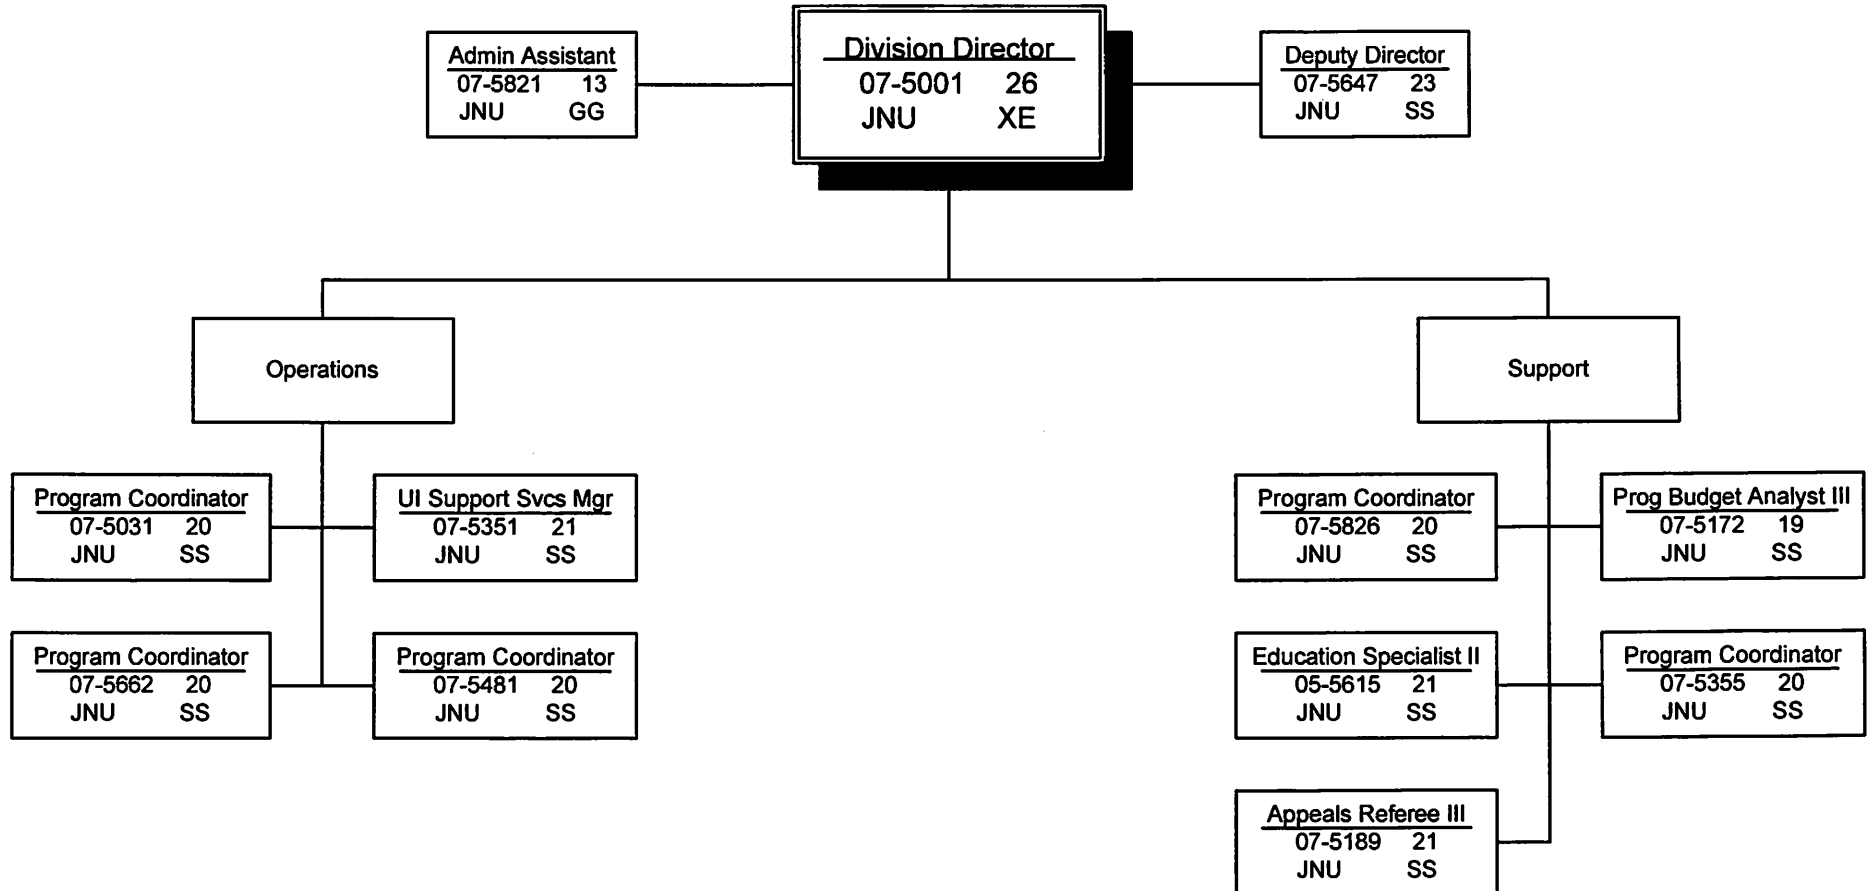 Admin Assistant
07-5821 13
JNU GG
Division Director
07-5001 26
JNU XE
Deputy Director
07-5647 23
JNU SS
Operations
Support
Program Coordinator
07-5031 20
JNU SS
UI Support Svcs Mgr
07-5351 21
JNU SS
Program Coordinator
07-5662 20
JNU SS
Program Coordinator
07-5481 20
JNU SS
Program Coordinator
07-5826 20
JNU SS
Prog Budget Analyst III
07-5172 19
JNU SS
Education Specialist II
05-5615 21
JNU SS
Program Coordinator
07-5355 20
JNU SS
Appeals Referee III
07-5189 21
JNU SS